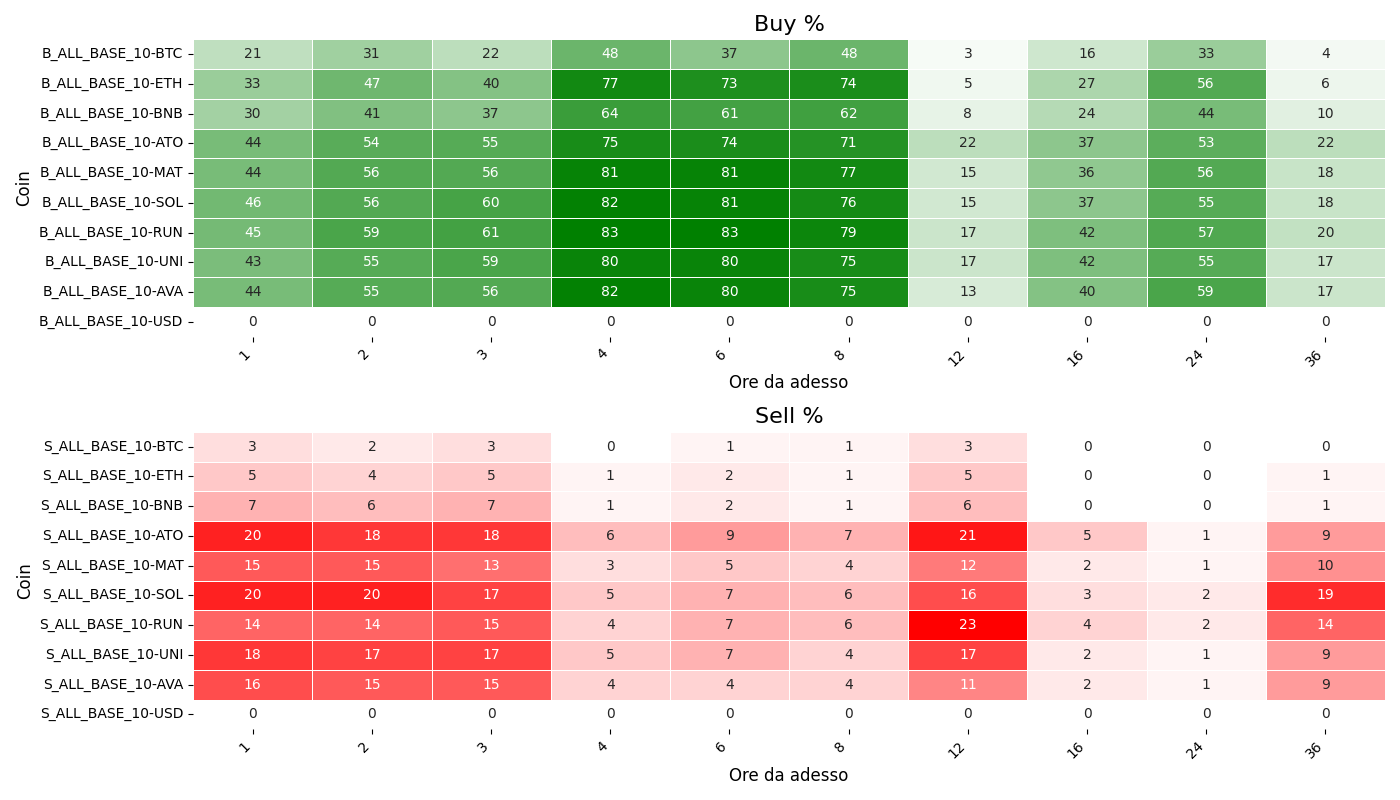 Buy %
Coin
B_ALL_BASE_10-BTC 21 31 22 48 37 48 3 16 33 4
B_ALL_BASE_10-ETH 33 47 40 77 73 74 5 27 56 6
B_ALL_BASE_10-BNB 30 41 37 64 61 62 8 24 44 10
B_ALL_BASE_10-ATO 44 54 55 75 74 71 22 37 53 22
B_ALL_BASE_10-MAT 44 56 56 81 81 77 15 36 56 18
B_ALL_BASE_10-SOL 46 56 60 82 81 76 15 37 55 18
B_ALL_BASE_10-RUN 45 59 61 83 83 79 17 42 57 20
B_ALL_BASE_10-UNI 43 55 59 80 80 75 17 42 55 17
B_ALL_BASE_10-AVA 44 55 56 82 80 75 13 40 59 17
B_ALL_BASE_10-USD 0 0 0 0 0 0 0 0 0 0
1 2 3 4 6 8 12 16 24 36
Ore da adesso
Sell %
Coin
S_ALL_BASE_10-BTC 3 2 3 0 1 1 3 0 0 0
S_ALL_BASE_10-ETH 5 4 5 1 2 1 5 0 0 1
S_ALL_BASE_10-BNB 7 6 7 1 2 1 6 0 0 1
S_ALL_BASE_10-ATO 20 18 18 6 9 7 21 5 1 9
S_ALL_BASE_10-MAT 15 15 13 3 5 4 12 2 1 10
S_ALL_BASE_10-SOL 20 20 17 5 7 6 16 3 2 19
S_ALL_BASE_10-RUN 14 14 15 4 7 6 23 4 2 14
S_ALL_BASE_10-UNI 18 17 17 5 7 4 17 2 1 9
S_ALL_BASE_10-AVA 16 15 15 4 4 4 11 2 1 9
S_ALL_BASE_10-USD 0 0 0 0 0 0 0 0 0 0
1 2 3 4 6 8 12 16 24 36
Ore da adesso